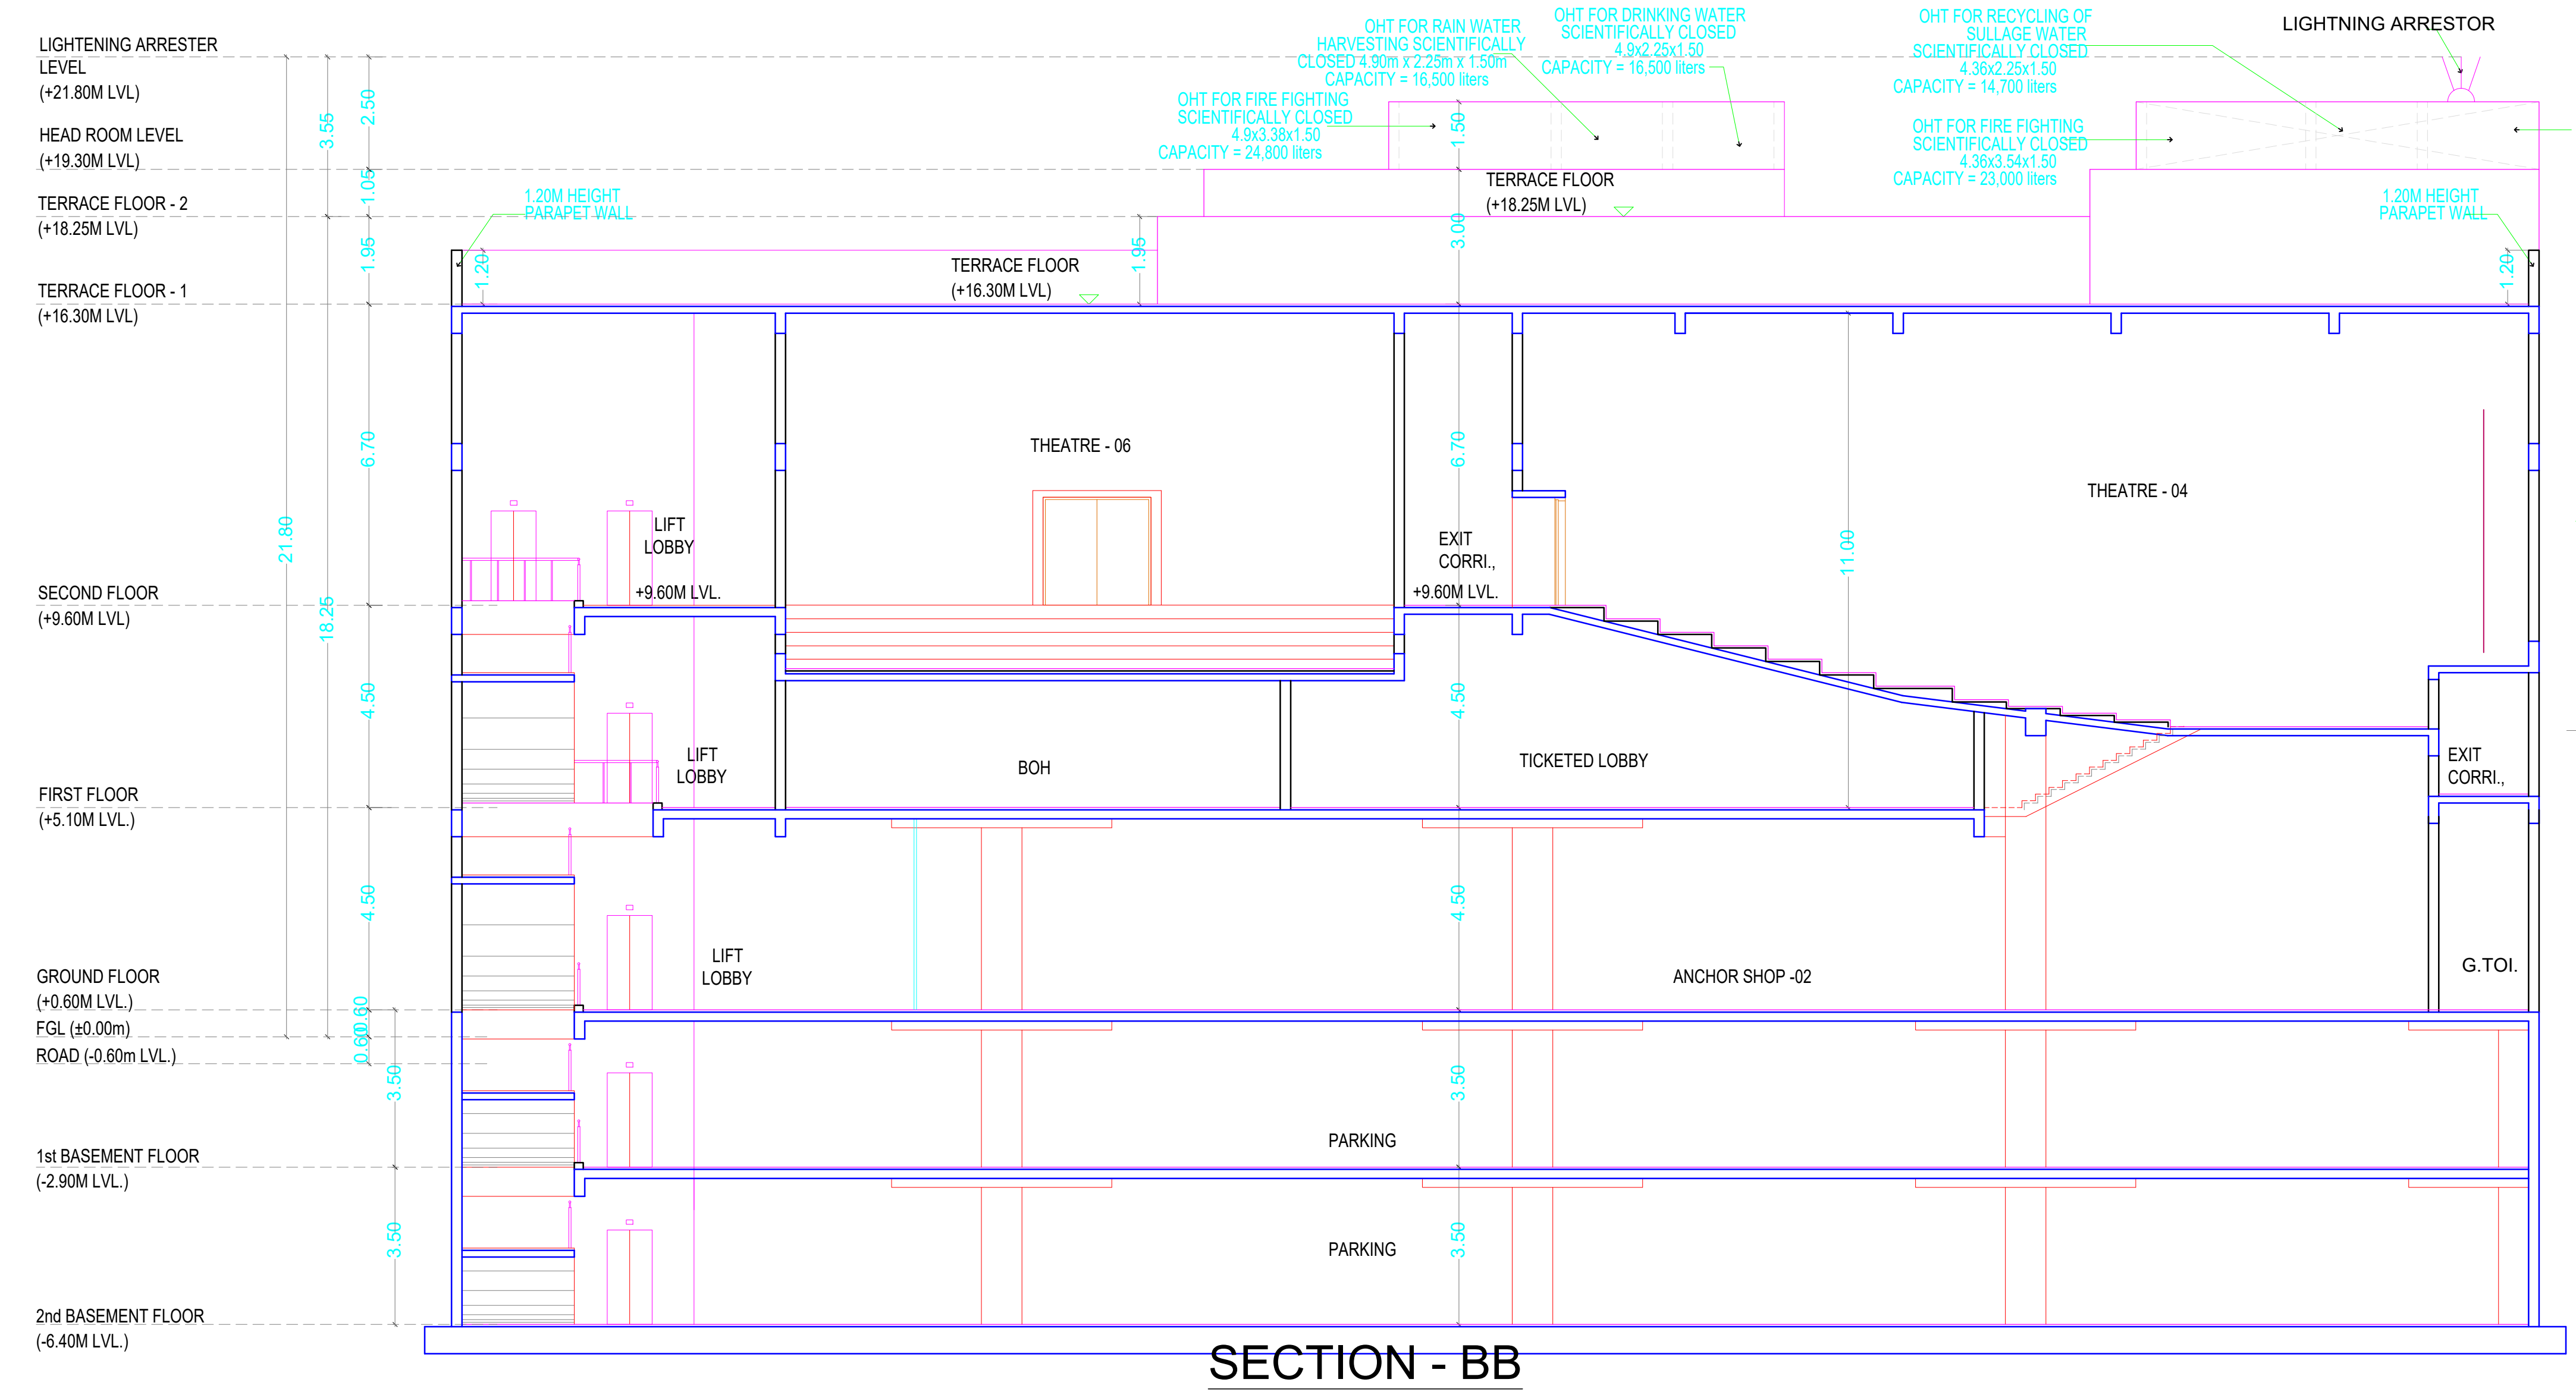 LIGHTENING ARRESTER
LEVEL
(+21.80M LVL)
HEAD ROOM LEVEL
(+19.30M LVL)
TERRACE FLOOR - 2
(+18.25M LVL)
TERRACE FLOOR - 1
(+16.30M LVL)
SECOND FLOOR
(+9.60M LVL)
FIRST FLOOR
(+5.10M LVL.)
GROUND FLOOR
(+0.60M LVL.)
FGL (±0.00m)
ROAD (-0.60m LVL.)
1st BASEMENT FLOOR
(-2.90M LVL.)
2nd BASEMENT FLOOR
(-6.40M LVL.)
21.80
3.55
18.25
2.50
1.05
1.95
6.70
4.50
4.50
0.60
0.60
3.50
3.50
OHT FOR RAIN WATER
HARVESTING SCIENTIFICALLY
CLOSED 4.90m x 2.25m x 1.50m
CAPACITY = 16,500 liters
OHT FOR DRINKING WATER
SCIENTIFICALLY CLOSED
4.9x2.25x1.50
CAPACITY = 16,500 liters
OHT FOR RECYCLING OF
SULLAGE WATER
SCIENTIFICALLY CLOSED
4.36x2.25x1.50
CAPACITY = 14,700 liters
LIGHTNING ARRESTOR
OHT FOR FIRE FIGHTING
SCIENTIFICALLY CLOSED
4.9x3.38x1.50
CAPACITY = 24,800 liters
OHT FOR FIRE FIGHTING
SCIENTIFICALLY CLOSED
4.36x3.54x1.50
CAPACITY = 23,000 liters
1.20M HEIGHT
PARAPET WALL
1.20M HEIGHT
PARAPET WALL
TERRACE FLOOR
(+18.25M LVL)
TERRACE FLOOR
(+16.30M LVL)
1.20
1.95
1.50
3.00
1.20
6.70
4.50
4.50
3.50
3.50
11.00
THEATRE - 06
THEATRE - 04
LIFT
LOBBY
+9.60M LVL.
EXIT
CORRI.,
+9.60M LVL.
LIFT
LOBBY
BOH
TICKETED LOBBY
EXIT
CORRI.,
LIFT
LOBBY
ANCHOR SHOP -02
G.TOI.
PARKING
PARKING
SECTION - BB